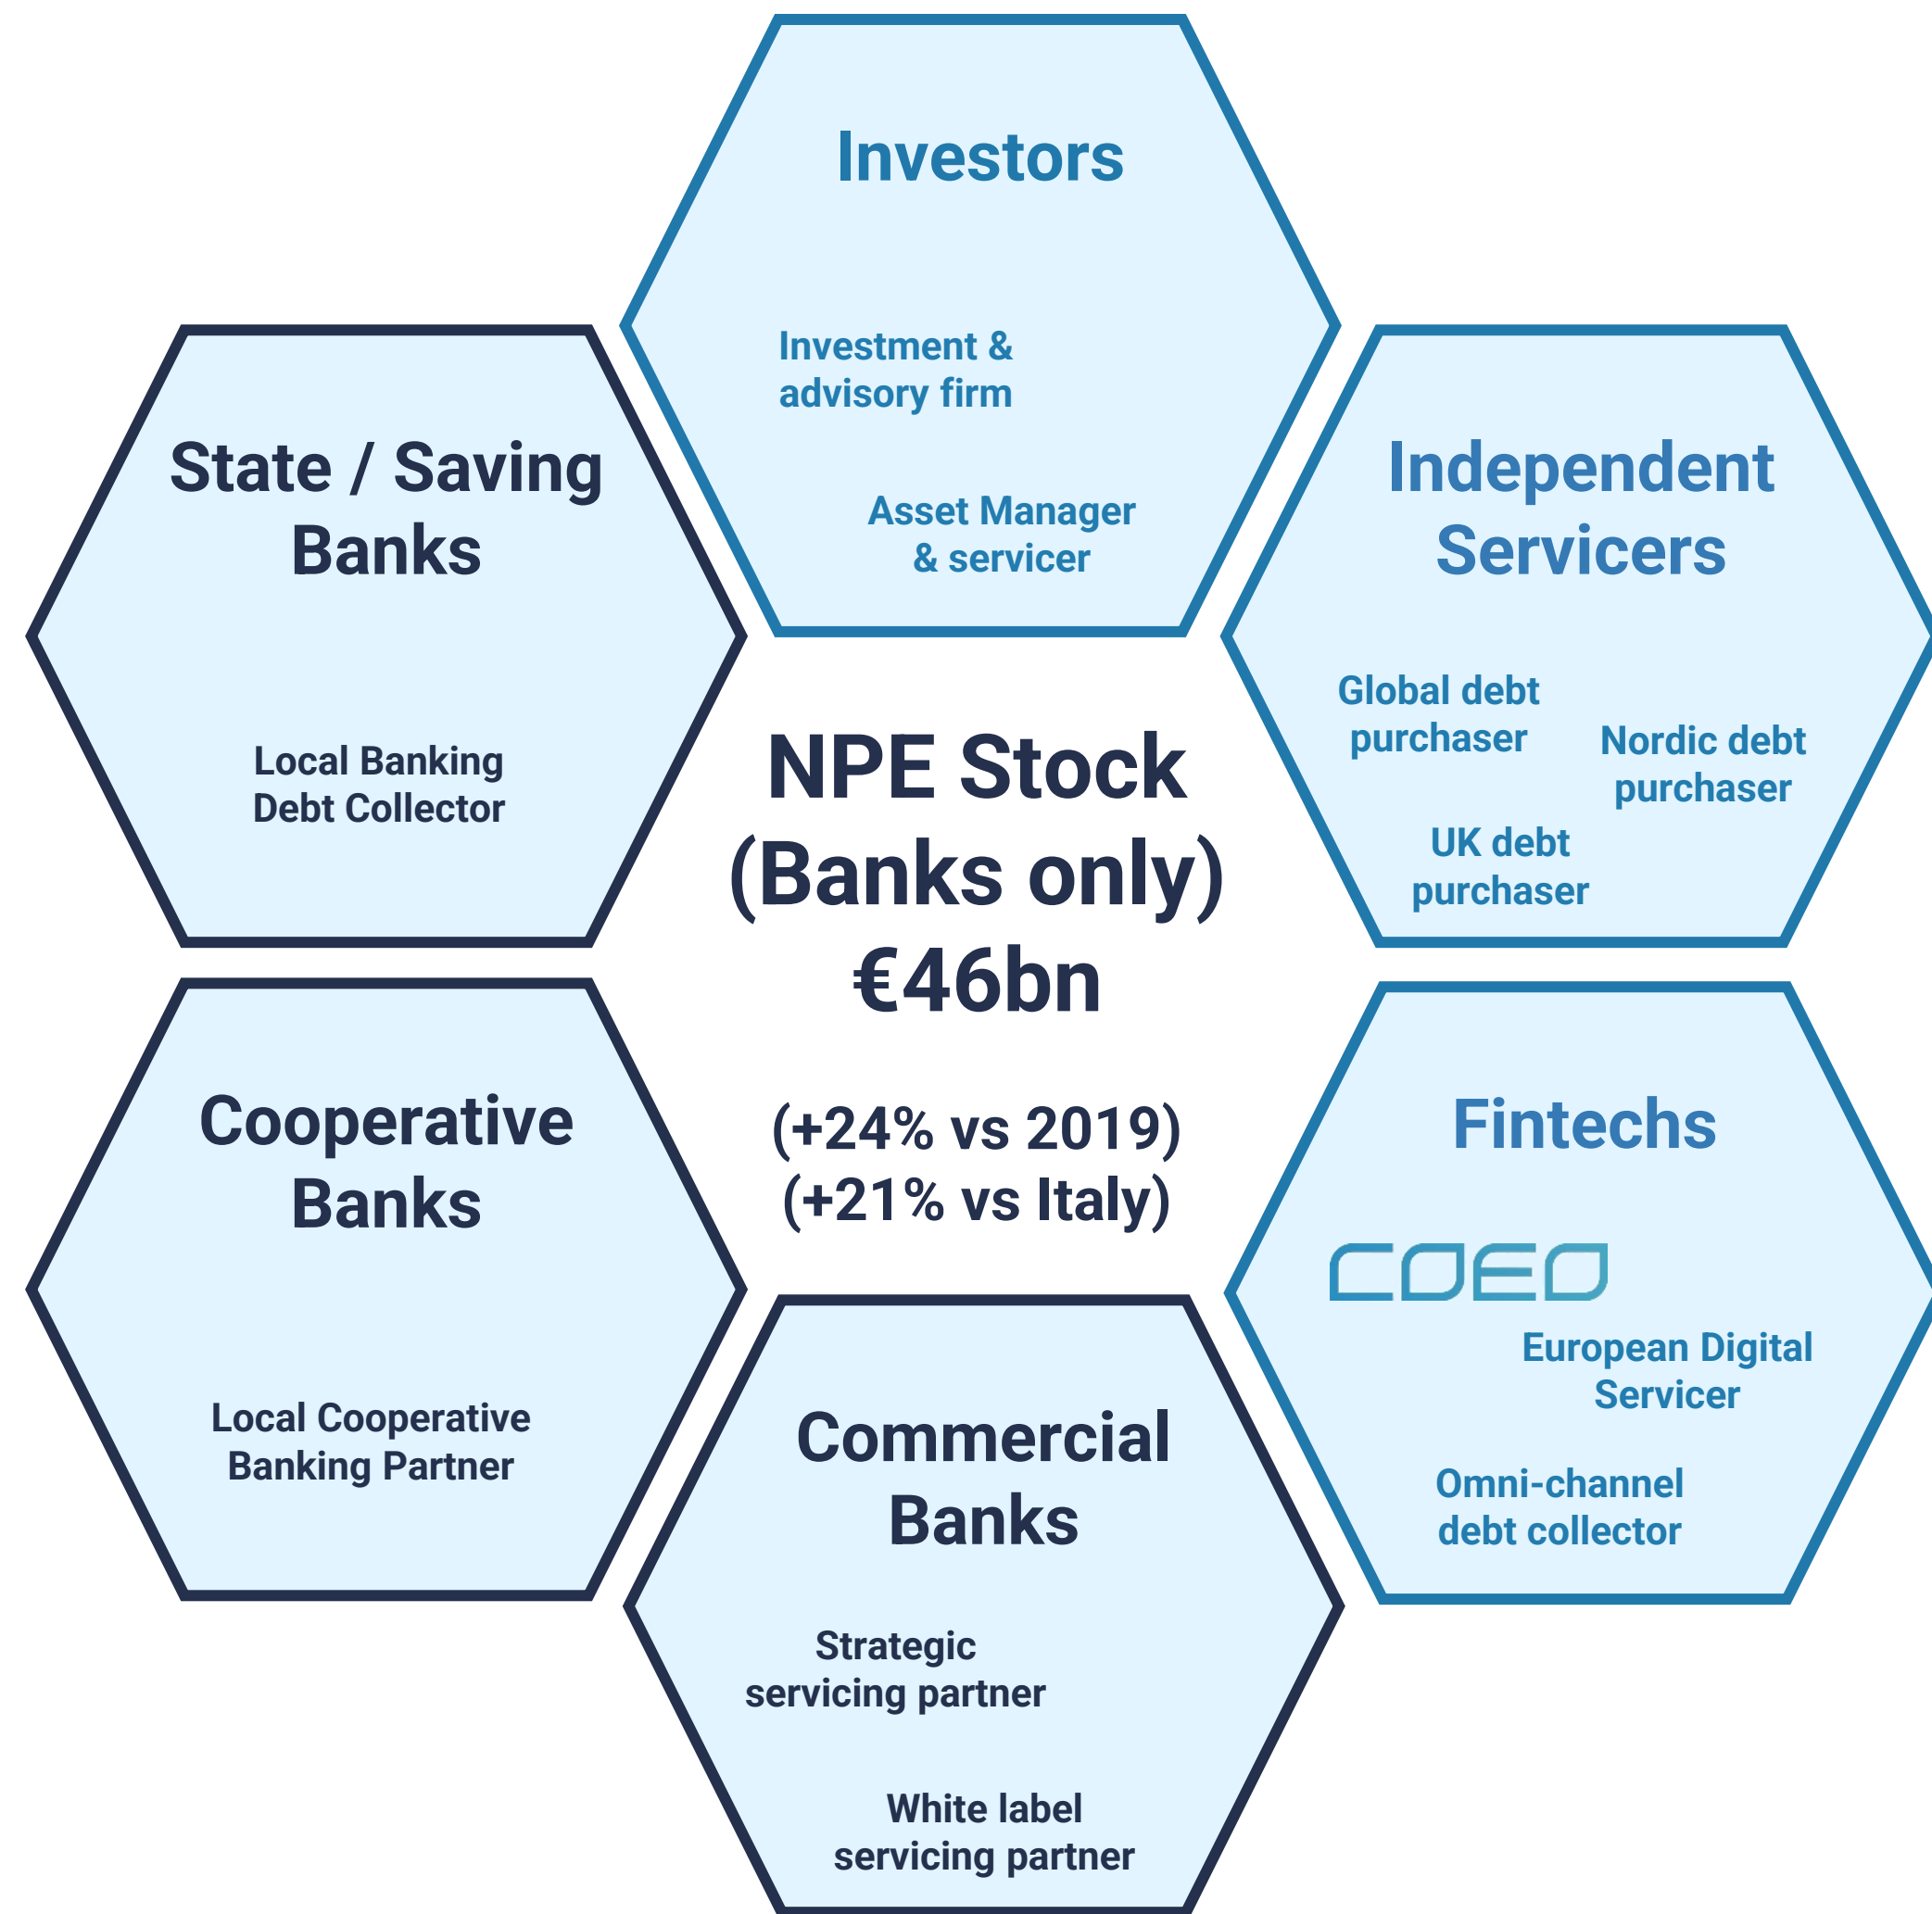 Investors
Investment &
advisory firm
Asset Manager
& servicer
State / Saving
Banks
Local Banking
Debt Collector
Independent
Servicers
Global debt
purchaser
Nordic debt
purchaser
UK debt
purchaser
NPE Stock
(Banks only)
€46bn
(+24% vs 2019)
(+21% vs Italy)
Cooperative
Banks
Local Cooperative
Banking Partner
Fintechs
COEO
European Digital
Servicer
Omni-channel
debt collector
Commercial
Banks
Strategic
servicing partner
White label
servicing partner